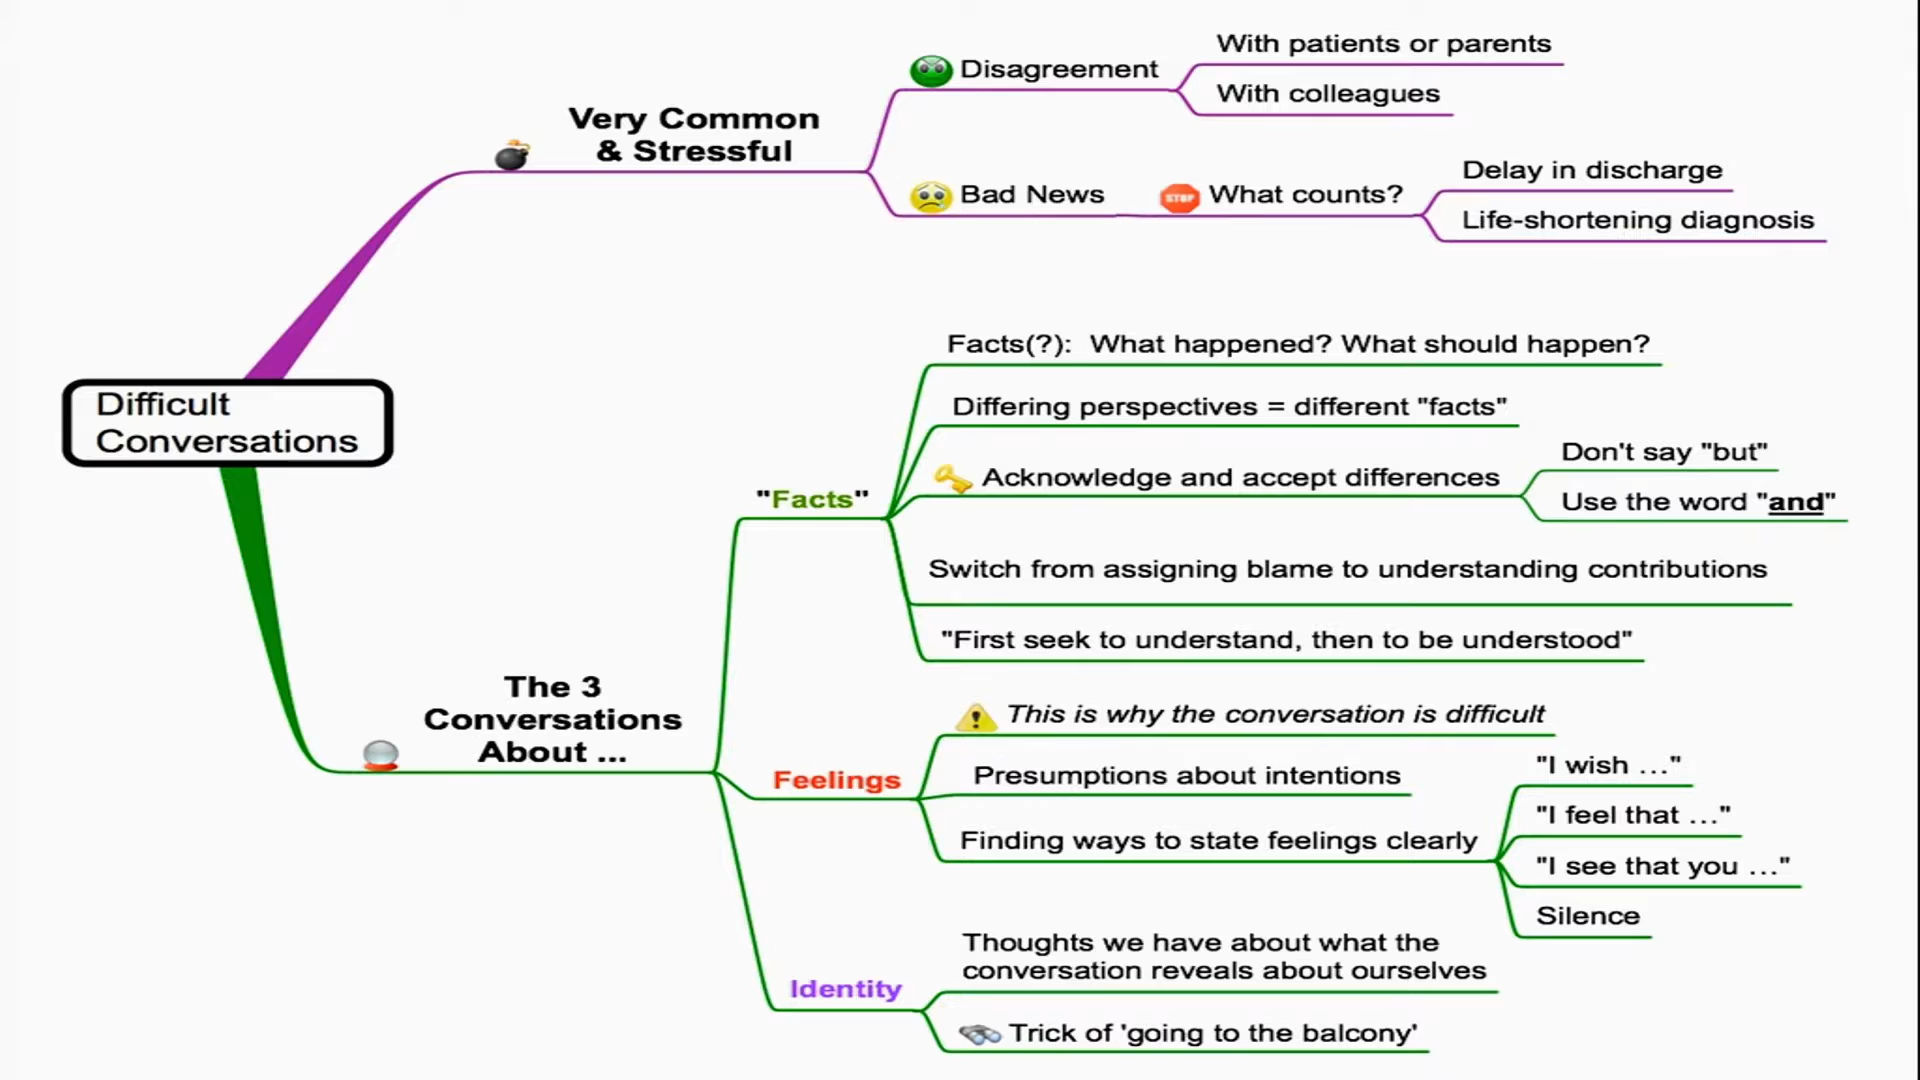 Difficult
Conversations
Very Common
& Stressful
Disagreement
With patients or parents
With colleagues
Bad News
STOP
What counts?
Delay in discharge
Life-shortening diagnosis
The 3
Conversations
About ...
"Facts"
Facts(?):  What happened? What should happen?
Differing perspectives = different "facts"
Acknowledge and accept differences
Don't say "but"
Use the word "and"
Switch from assigning blame to understanding contributions
"First seek to understand, then to be understood"
Feelings
This is why the conversation is difficult
Presumptions about intentions
Finding ways to state feelings clearly
"I wish ..."
"I feel that ..."
"I see that you ..."
Silence
Identity
Thoughts we have about what the
conversation reveals about ourselves
Trick of 'going to the balcony'